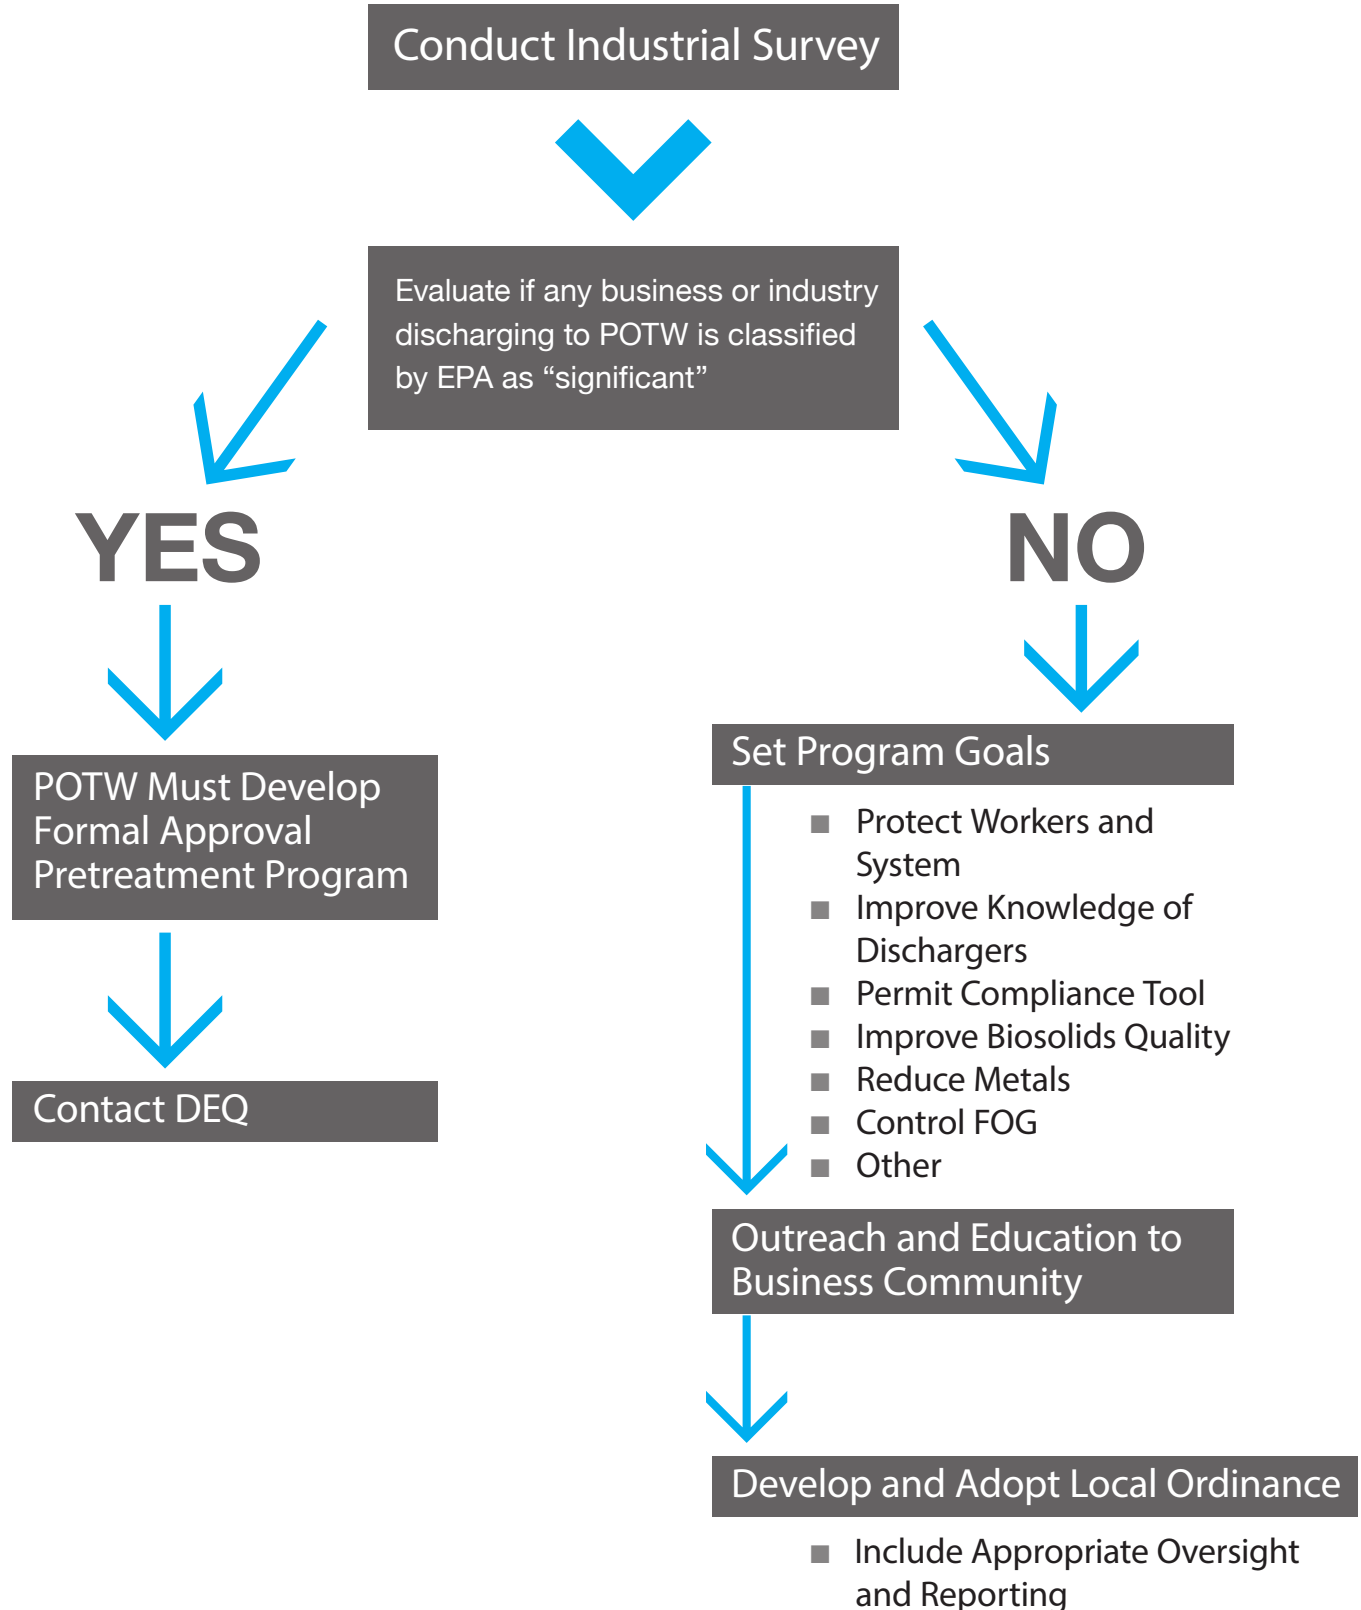 Conduct Industrial Survey
Evaluate if any business or industry
discharging to POTW is classified
by EPA as “significant”
YES
NO
POTW Must Develop
Formal Approval
Pretreatment Program
Contact DEQ
Set Program Goals
■ Protect Workers and
System
■ Improve Knowledge of
Dischargers
■ Permit Compliance Tool
■ Improve Biosolids Quality
■ Reduce Metals
■ Control FOG
■ Other
Outreach and Education to
Business Community
Develop and Adopt Local Ordinance
■ Include Appropriate Oversight
and Reporting